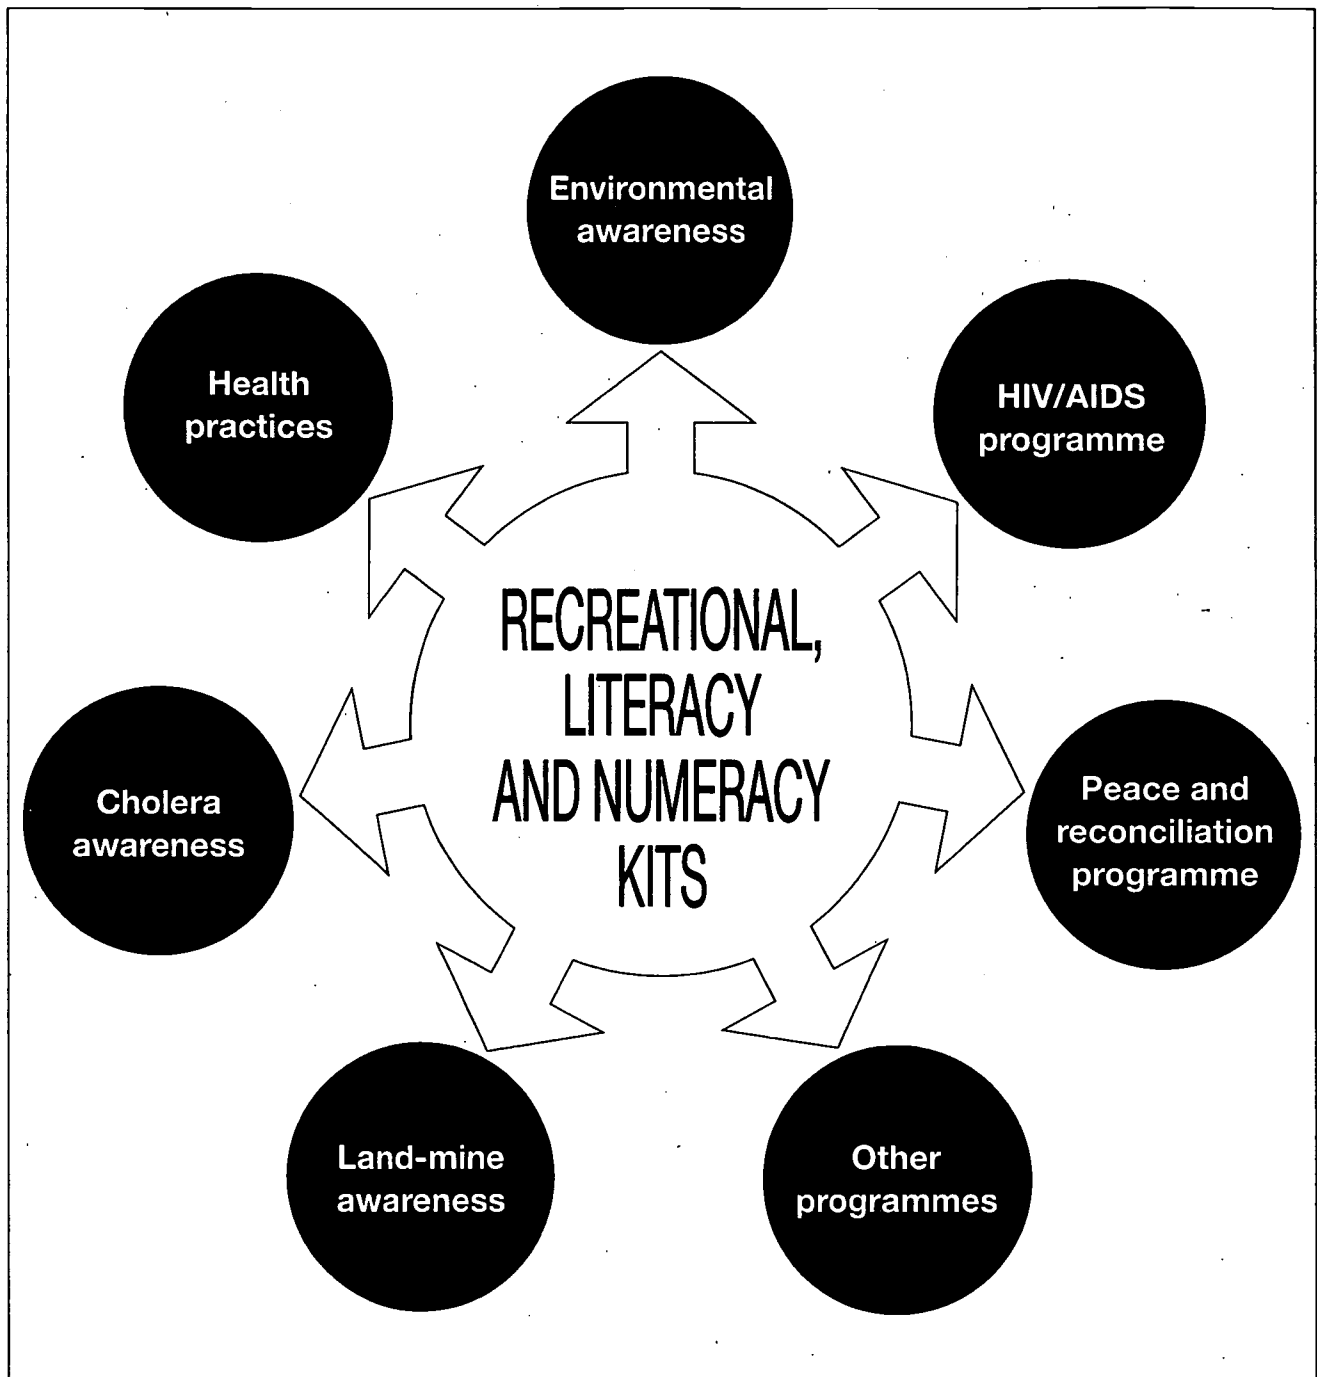 Environmental
awareness
HIV/AIDS
programme
Peace and
reconciliation
programme
Other
programmes
Land-mine
awareness
Cholera
awareness
Health
practices
RECREATIONAL,
LITERACY
AND NUMERACY
KITS